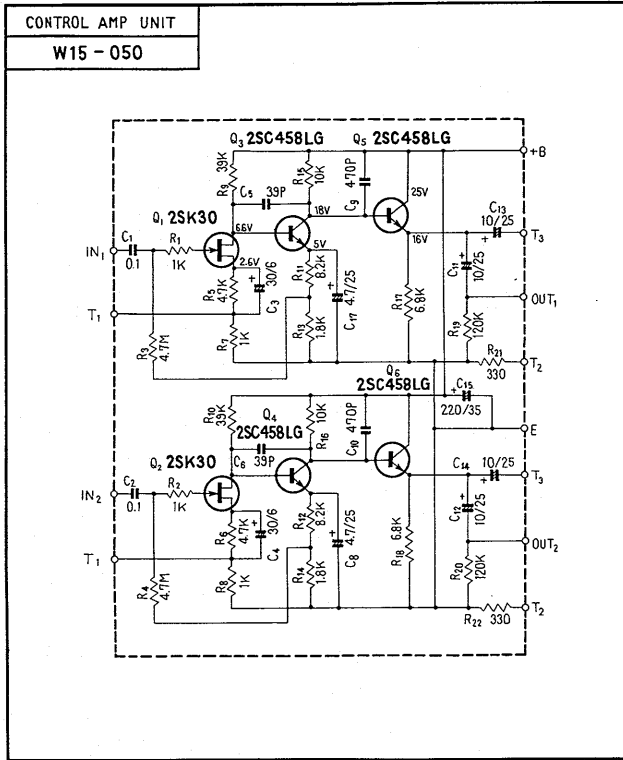 CONTROL AMP UNIT
W15-050
Q3 2SC458LG Q5 2SC458LG
+B
R9 39K
R15 10K
C5 39P
C9 470P
25V
18V
C13 10/25
Q1 2SK30
6.6V
16V
T3
IN1
C1 0.1
R1 1K
2.6V
5V
C11 10/25
R5 4.7K
30/6 C3
R11 8.2K
4.7/25 C17
R17 6.8K
OUT1
T1
R3 4.7M
R7 1K
R13 1.8K
R19 120K
R21 330
T2
Q6 2SC458LG
C15 220/35
R10 39K
Q4 2SC458LG
10K R16
C10 470P
E
C6 39P
C14 10/25
T3
Q2 2SK30
IN2
C2 0.1
R2 1K
C12 10/25
R6 4.7K
30/6 C4
R12 8.2K
4.7/25 C8
6.8K R18
OUT2
T1
R4 4.7M
R8 1K
R14 1.8K
R20 120K
T2
R22 330